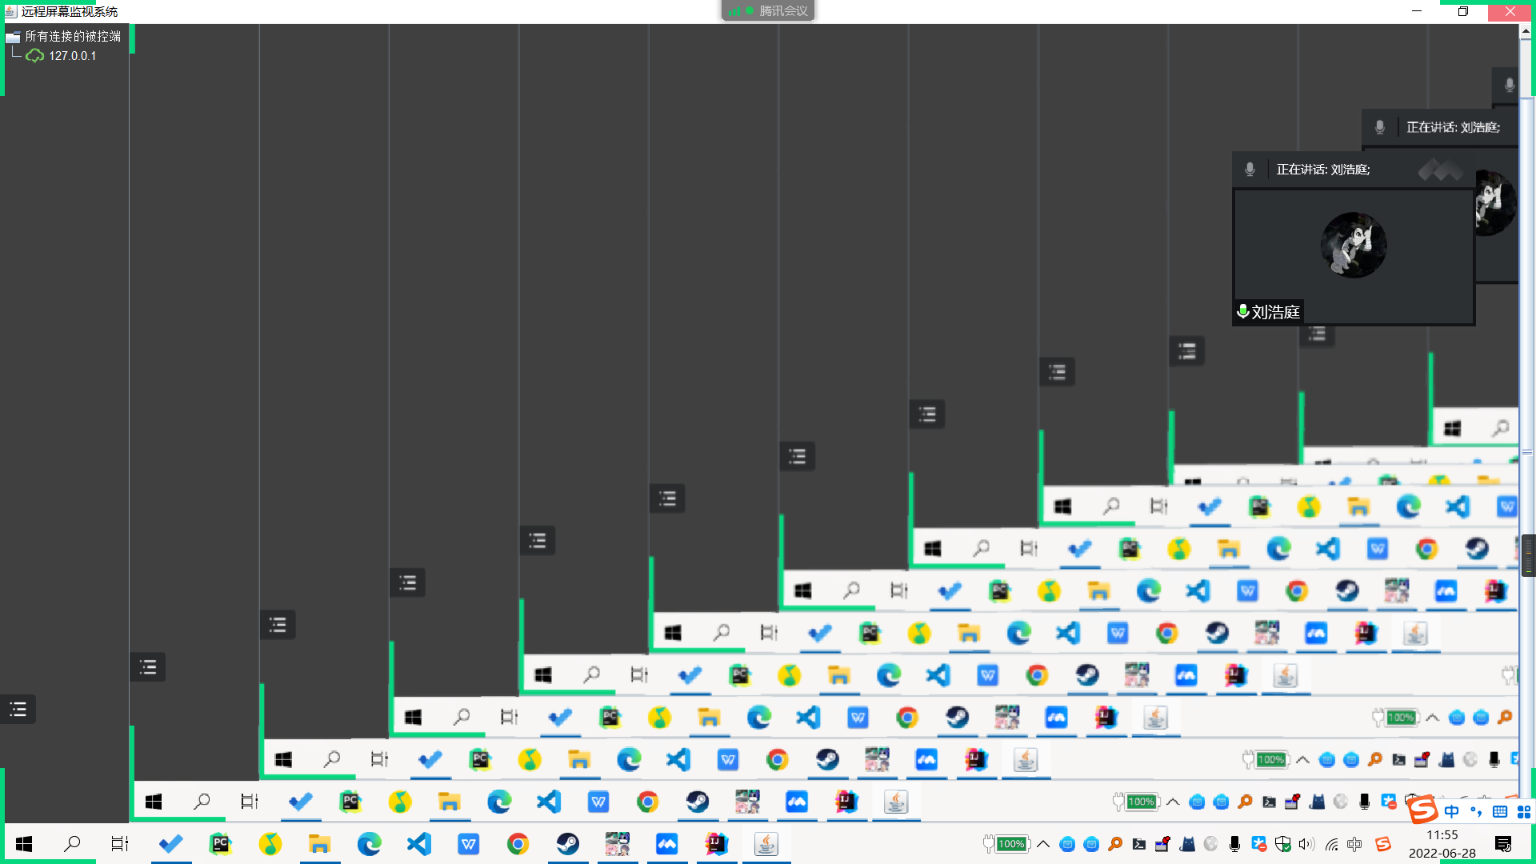 远程屏幕监视系统
腾讯会议
所有连接的被控端
127.0.0.1
正在讲话: 刘浩庭;
正在讲话: 刘浩庭;
刘浩庭
100%
100%
100%
中
100%
中
11:55
2022-06-28